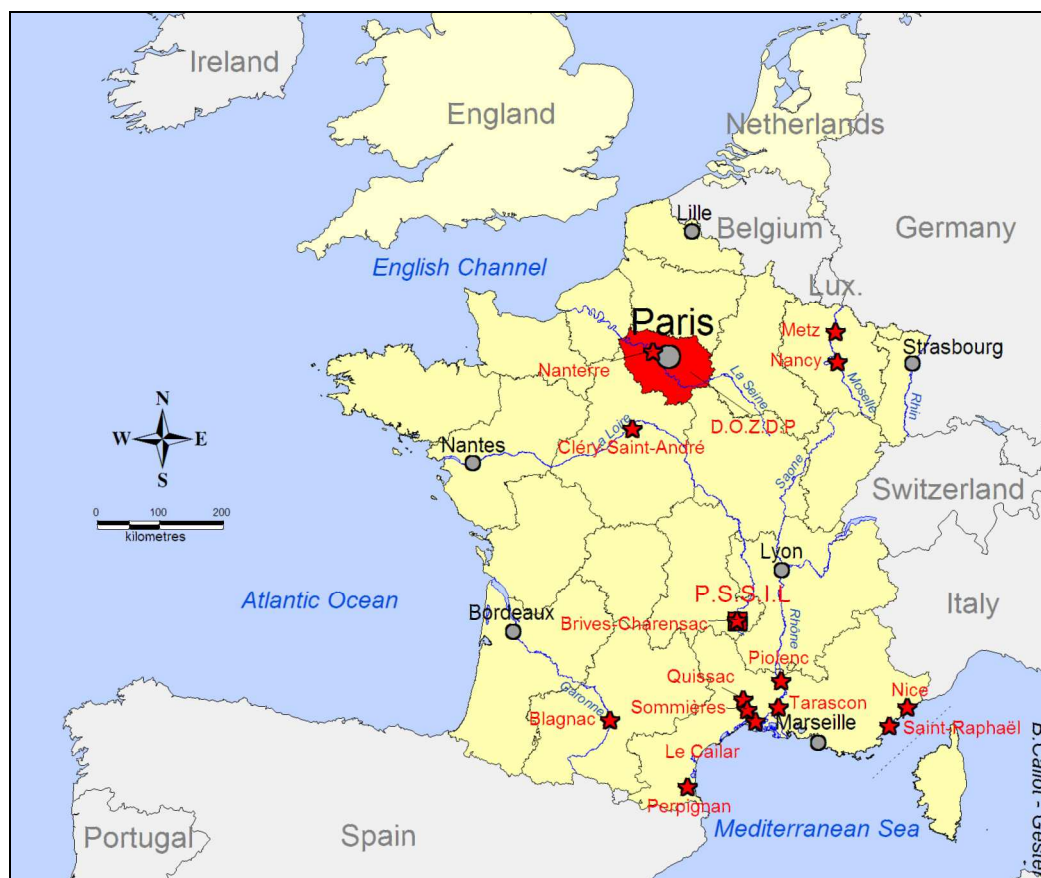 Ireland
England
Netherlands
Lille
Belgium
Germany
English Channel
Lux.
Paris
Metz
Strasbourg
Nanterre
Nancy
La Seine
Moselle
Rhin
D.O.Z.D.P
N
W E
S
La Loire
Nantes
Cléry-Saint-André
Saone
Switzerland
0 100 200
kilometres
Lyon
P.S.S.I.L
Atlantic Ocean
Bordeaux
Brives-Charensac
Italy
Rhône
Piolenc
Quissac
Nice
Garonne
Sommières
Tarascon
Blagnac
Marseille
Saint-Raphaël
Le Cailar
Perpignan
Mediterranean Sea
Portugal
Spain